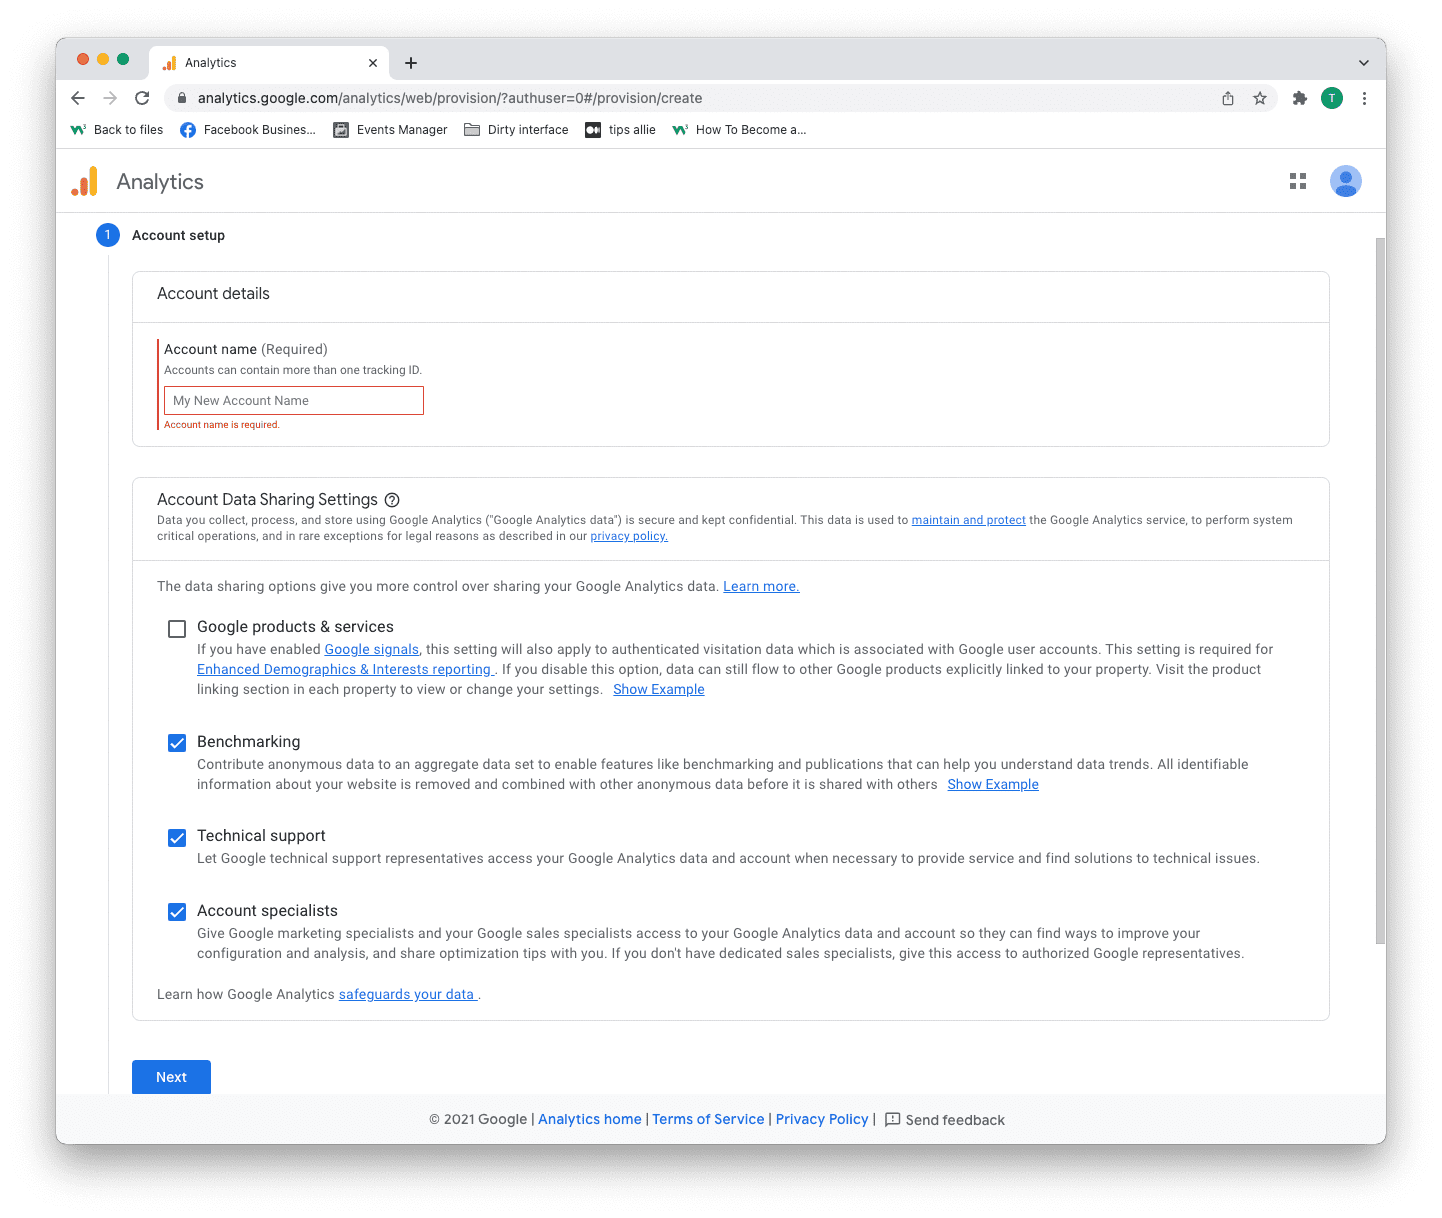 Analytics
analytics.google.com/analytics/web/provision/?authuser=0#/provision/create
T
Back to files
Facebook Busines...
Events Manager
Dirty interface
tips allie
How To Become a...
Analytics
1
Account setup
Account details
Account name (Required)
Accounts can contain more than one tracking ID.
My New Account Name
Account name is required.
Account Data Sharing Settings
Data you collect, process, and store using Google Analytics ("Google Analytics data") is secure and kept confidential. This data is used to maintain and protect the Google Analytics service, to perform system
critical operations, and in rare exceptions for legal reasons as described in our privacy policy.
The data sharing options give you more control over sharing your Google Analytics data. Learn more.
Google products & services
If you have enabled Google signals, this setting will also apply to authenticated visitation data which is associated with Google user accounts. This setting is required for
Enhanced Demographics & Interests reporting . If you disable this option, data can still flow to other Google products explicitly linked to your property. Visit the product
linking section in each property to view or change your settings. Show Example
Benchmarking
Contribute anonymous data to an aggregate data set to enable features like benchmarking and publications that can help you understand data trends. All identifiable
information about your website is removed and combined with other anonymous data before it is shared with others Show Example
Technical support
Let Google technical support representatives access your Google Analytics data and account when necessary to provide service and find solutions to technical issues.
Account specialists
Give Google marketing specialists and your Google sales specialists access to your Google Analytics data and account so they can find ways to improve your
configuration and analysis, and share optimization tips with you. If you don't have dedicated sales specialists, give this access to authorized Google representatives.
Learn how Google Analytics safeguards your data .
Next
© 2021 Google | Analytics home | Terms of Service | Privacy Policy | Send feedback